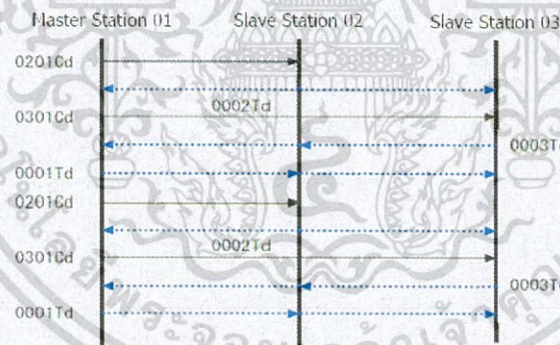 Master Station 01 Slave Station 02 Slave Station 03
0201Cd
0002Td
0301Cd
0003T
0001Td
0201Cd
0002Td
0301Cd
0003T
0001Td